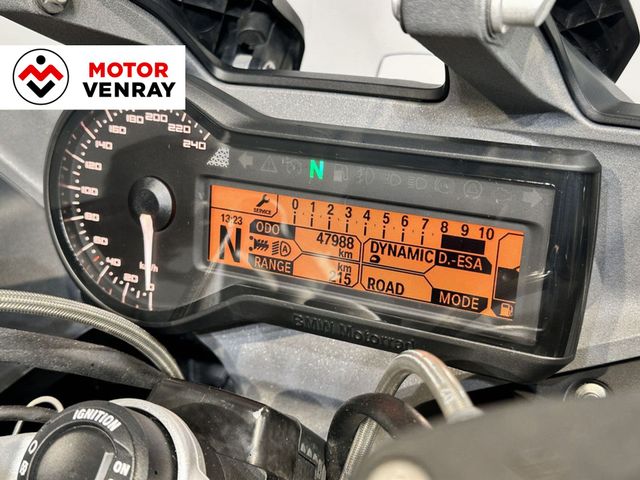 MOTOR
VENRAY
240
220
200
180
160
140
120
100
80
60
40
20
0
km/h
N
SERVICE
0 1 2 3 4 5 6 7 8 9 10
13:23
ODO
47988
km
DYNAMIC
D.-ESA
N
RANGE
km
215
ROAD
MODE
BMW Motorrad
IGNITION
ON